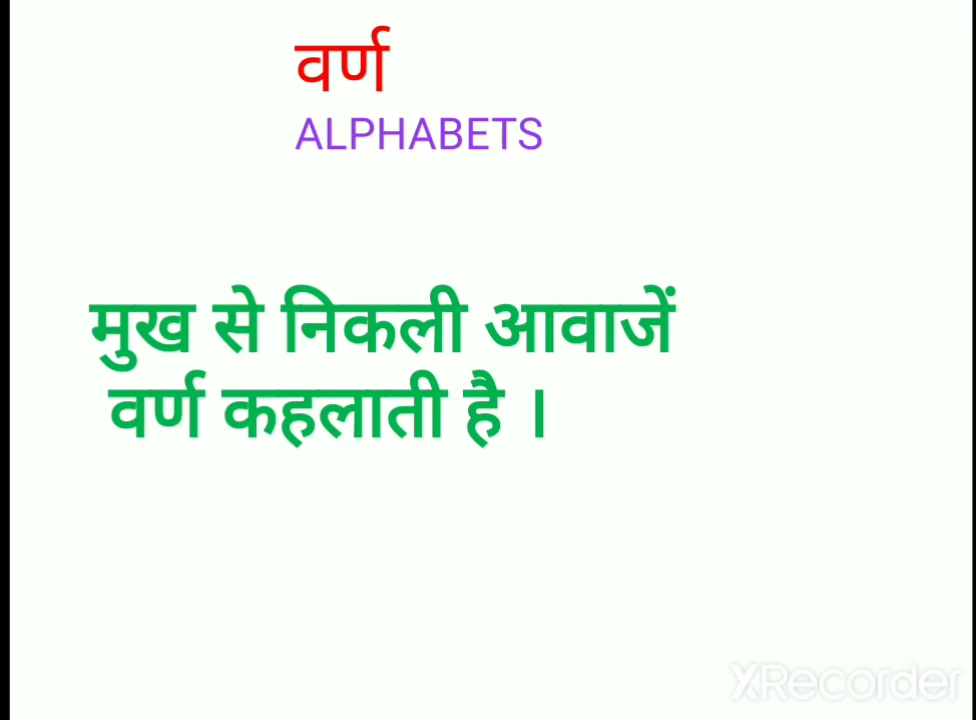 वर्ण
ALPHABETS
मुख से निकली आवाजें
वर्ण कहलाती है ।
XRecorder